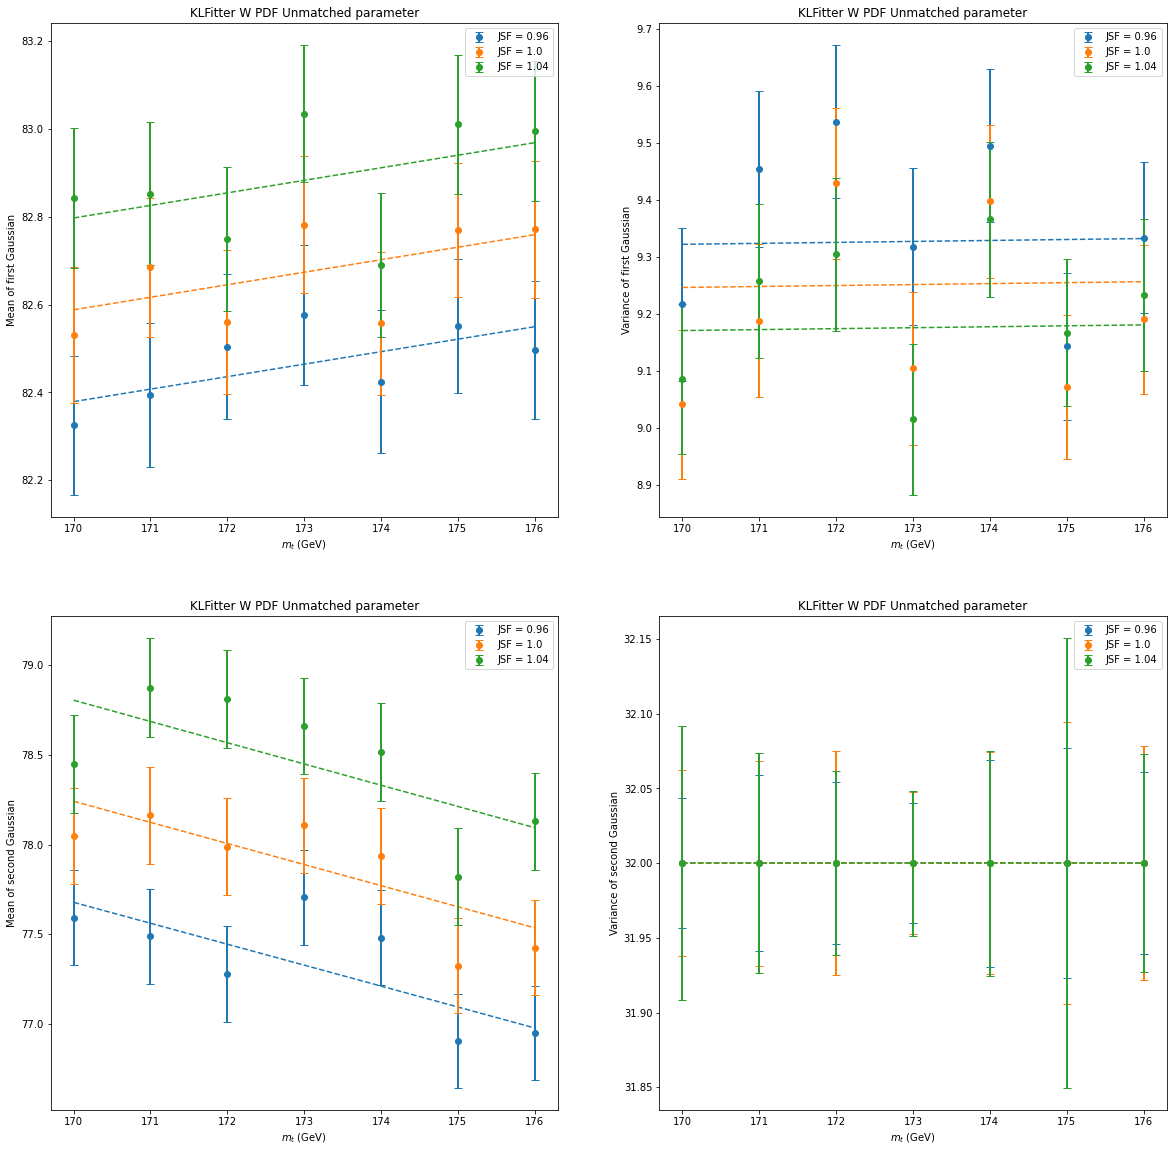 KLFitter W PDF Unmatched parameter
83.2
83.0
82.8
82.6
82.4
82.2
Mean of first Gaussian
JSF = 0.96
JSF = 1.0
JSF = 1.04
170 171 172 173 174 175 176
m_t (GeV)
KLFitter W PDF Unmatched parameter
9.7
9.6
9.5
9.4
9.3
9.2
9.1
9.0
8.9
Variance of first Gaussian
JSF = 0.96
JSF = 1.0
JSF = 1.04
170 171 172 173 174 175 176
m_t (GeV)
KLFitter W PDF Unmatched parameter
79.0
78.5
78.0
77.5
77.0
Mean of second Gaussian
JSF = 0.96
JSF = 1.0
JSF = 1.04
170 171 172 173 174 175 176
m_t (GeV)
KLFitter W PDF Unmatched parameter
32.15
32.10
32.05
32.00
31.95
31.90
31.85
Variance of second Gaussian
JSF = 0.96
JSF = 1.0
JSF = 1.04
170 171 172 173 174 175 176
m_t (GeV)